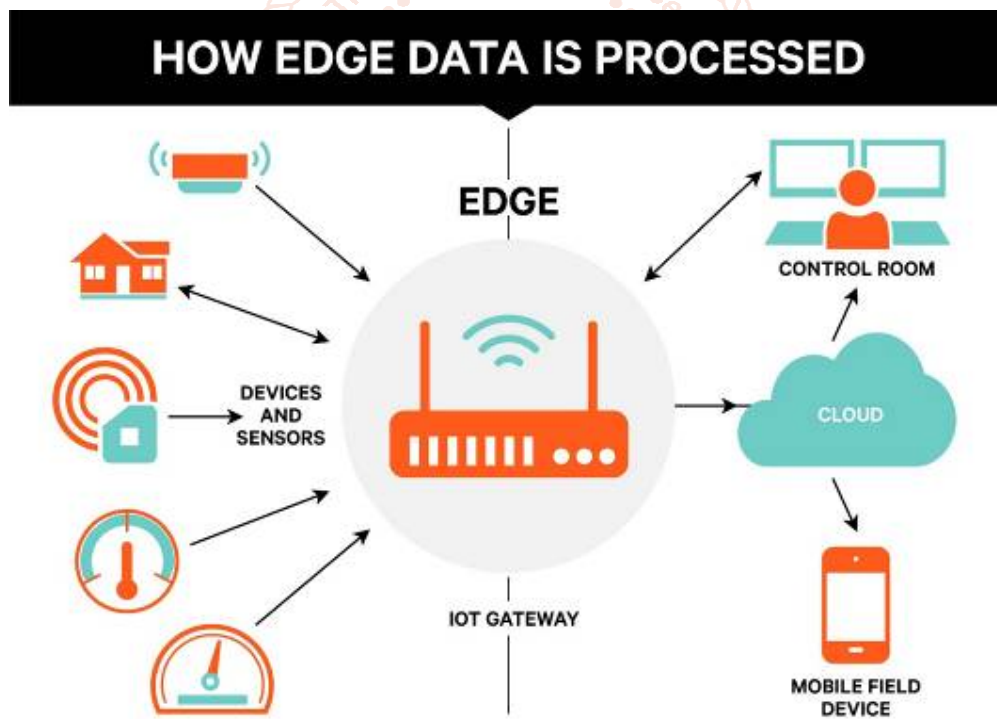 HOW EDGE DATA IS PROCESSED
EDGE
CONTROL ROOM
DEVICES
AND
SENSORS
CLOUD
IOT GATEWAY
MOBILE FIELD
DEVICE